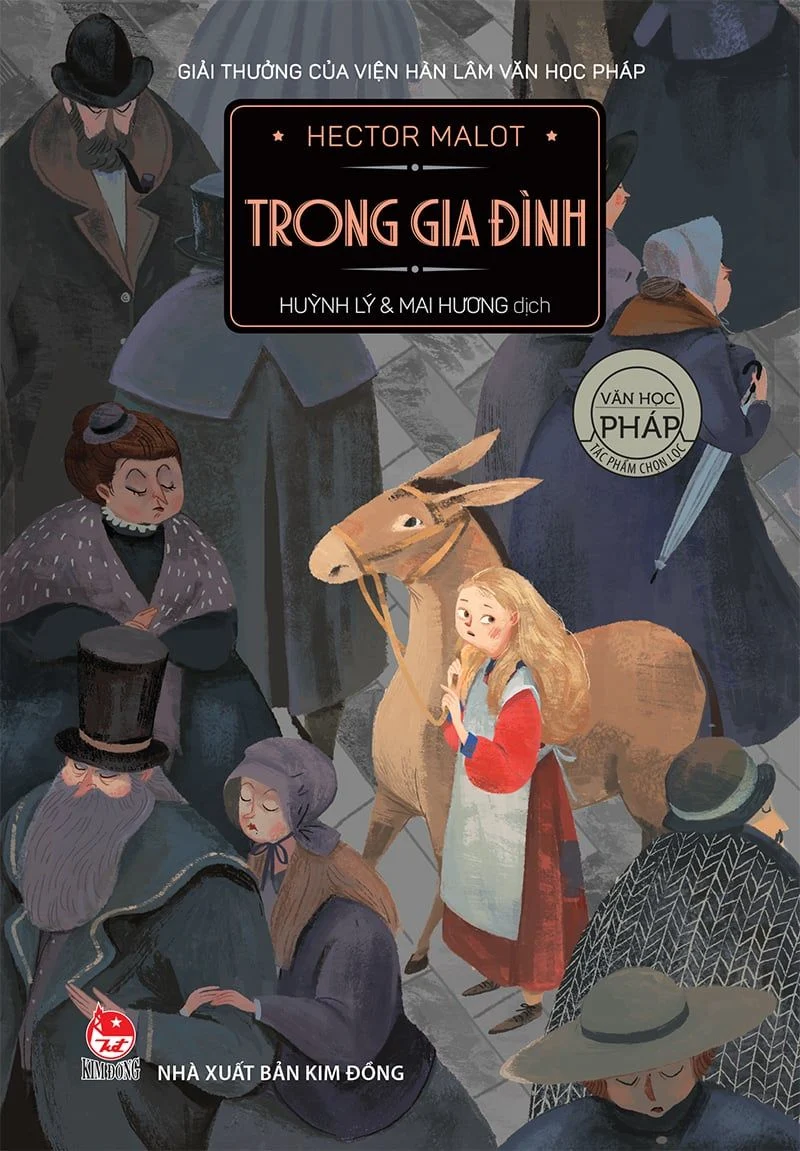 GIẢI THƯỞNG CỦA VIỆN HÀN LÂM VĂN HỌC PHÁP
HECTOR MALOT
TRONG GIA ĐÌNH
HUỲNH LÝ & MAI HƯƠNG dịch
VĂN HỌC
PHÁP
TÁC PHẨM CHỌN LỌC
kđ
KIM ĐỒNG
NHÀ XUẤT BẢN KIM ĐỒNG